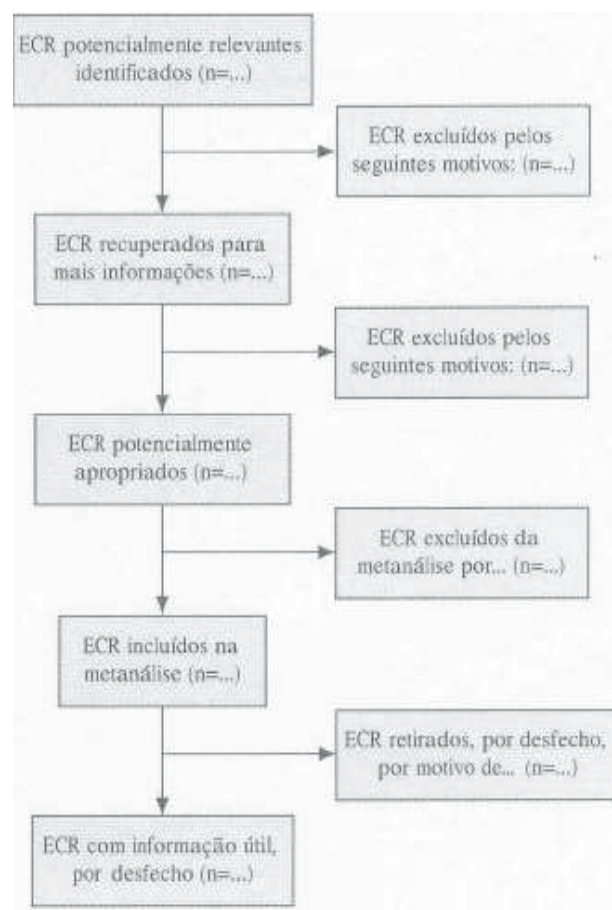 ECR potencialmente relevantes
identificados (n=...)
ECR excluídos pelos
seguintes motivos: (n=...)
ECR recuperados para
mais informações (n=...)
ECR excluídos pelos
seguintes motivos: (n=...)
ECR potencialmente
apropriados (n=...)
ECR excluídos da
metanálise por... (n=...)
ECR incluídos na
metanálise (n=...)
ECR retirados, por desfecho,
por motivo de... (n=...)
ECR com informação útil,
por desfecho (n=...)